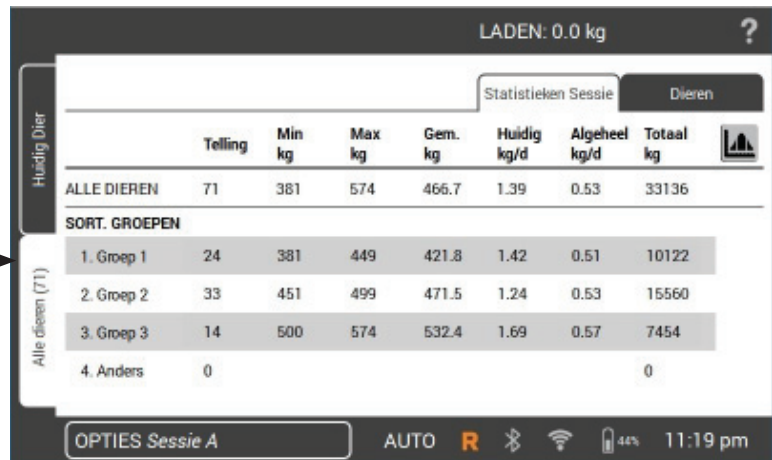 LADEN: 0.0 kg ?
Huidig Dier
Alle dieren (71)
Statistieken Sessie Dieren
Telling Min kg Max kg Gem. kg Huidig kg/d Algeheel kg/d Totaal kg
ALLE DIEREN 71 381 574 466.7 1.39 0.53 33136
SORT. GROEPEN
1. Groep 1 24 381 449 421.8 1.42 0.51 10122
2. Groep 2 33 451 499 471.5 1.24 0.53 15560
3. Groep 3 14 500 574 532.4 1.69 0.57 7454
4. Anders 0 0
OPTIES Sessie A AUTO R 44% 11:19 pm